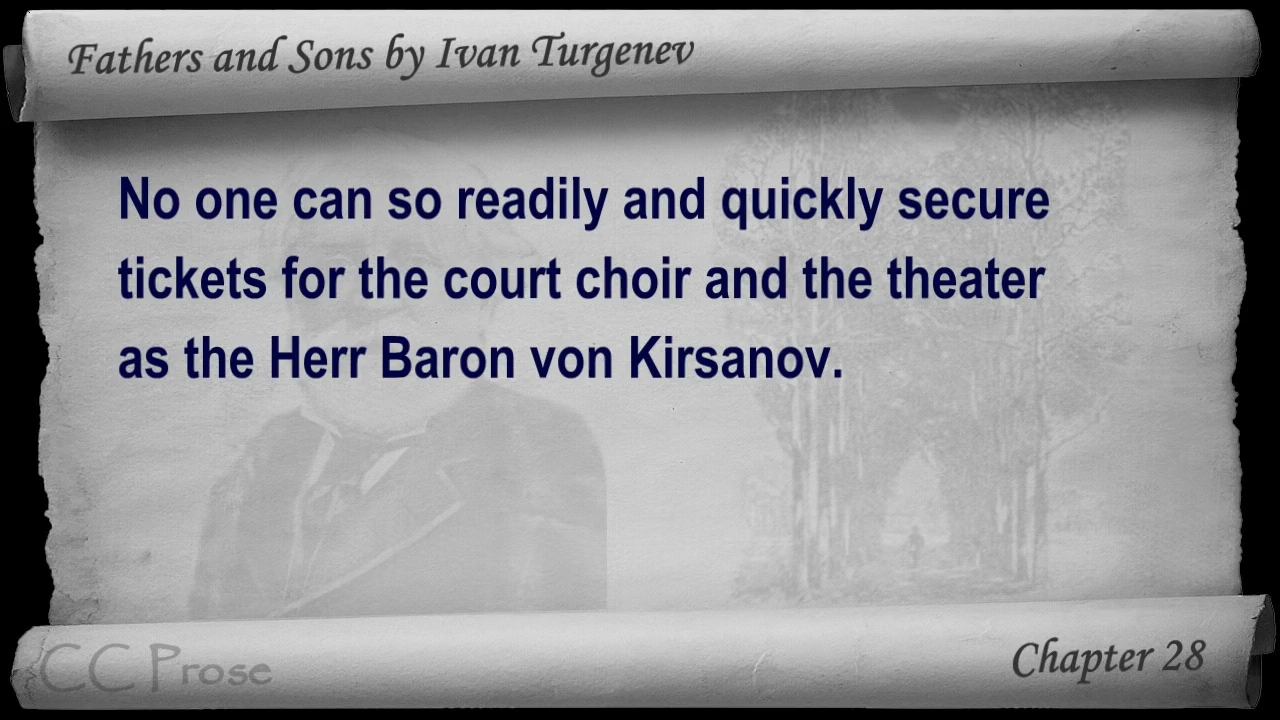 Fathers and Sons by Ivan Turgenev
No one can so readily and quickly secure
tickets for the court choir and the theater
as the Herr Baron von Kirsanov.
CC Prose
Chapter 28